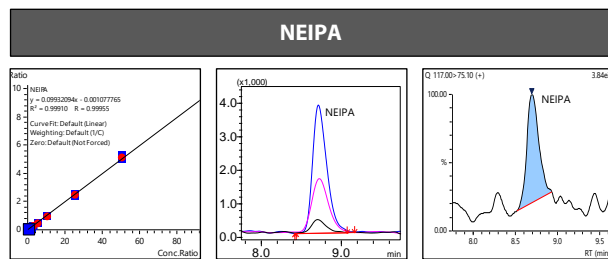 NEIPA
Ratio
NEIPA
y = 0.09932094x - 0.001077765
R² = 0.99910 R = 0.99955
CurveFit: Default (Linear)
Weighting: Default (1/C)
Zero: Default (Not Forced)
10
8
6
4
2
0
0 20 40 60 80
Conc.Ratio
(x1,000)
4.0
3.0
2.0
1.0
0.0
NEIPA
8.0 9.0 min
Q 117.00>75.10 (+) 3.84e
100.00
%
0.00
NEIPA
8.0 8.5 9.0 9.5
RT (min